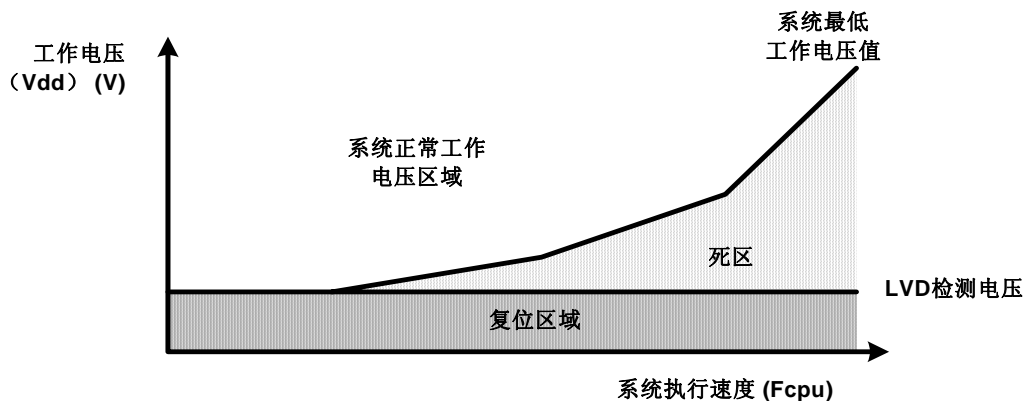 系统最低
工作电压值
工作电压
（Vdd） (V)
系统正常工作
电压区域
死区
LVD检测电压
复位区域
系统执行速度 (Fcpu)